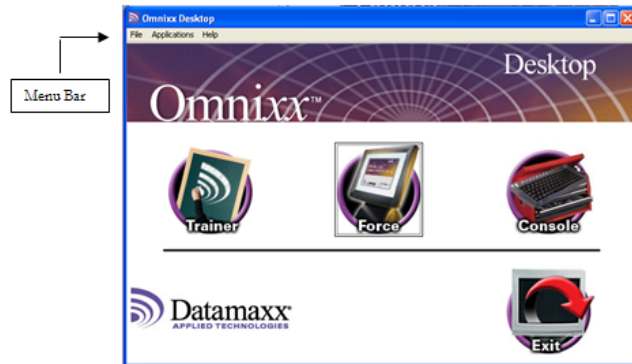 Omnixx Desktop
File Applications Help
Menu Bar
Desktop
Omnixx™
Trainer
Force
Console
Datamaxx
APPLIED TECHNOLOGIES
Exit